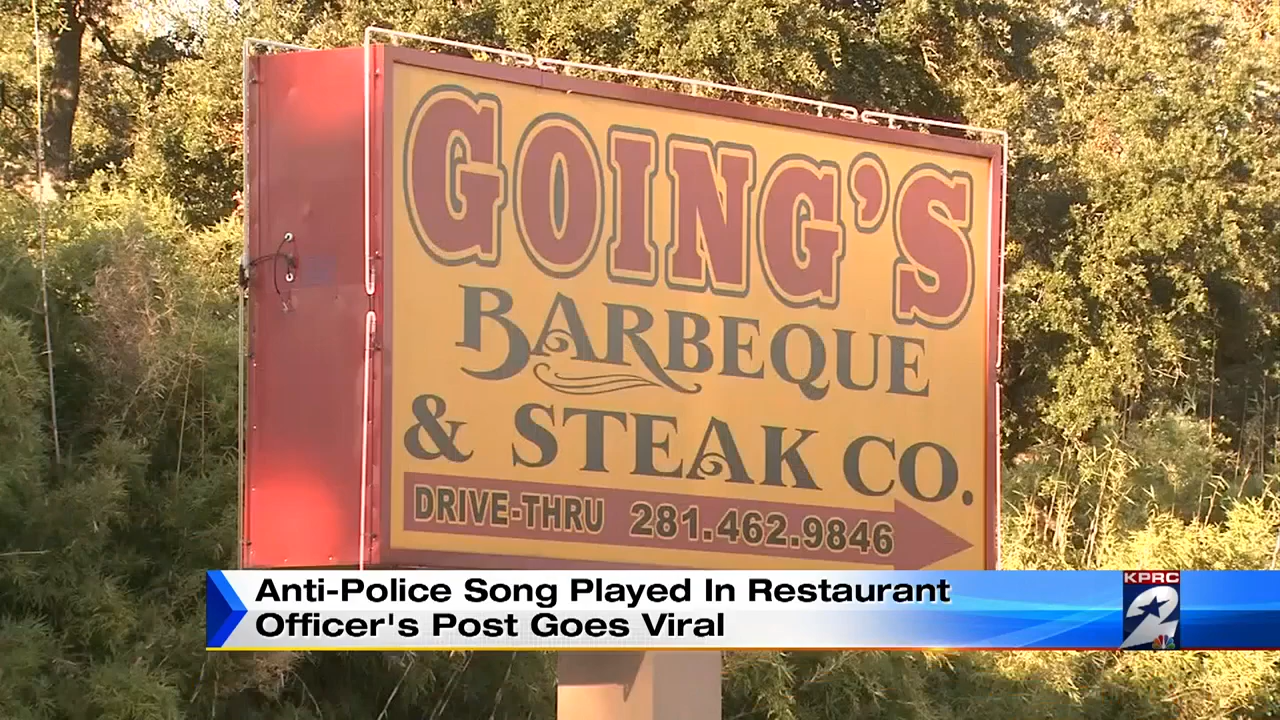 GOING'S
BARBEQUE
& STEAK CO.
DRIVE-THRU 281.462.9846
Anti-Police Song Played In Restaurant
Officer's Post Goes Viral
KPRC
2